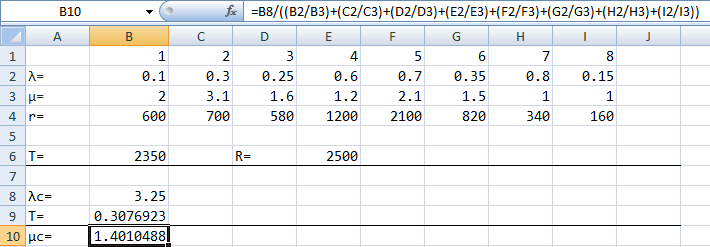 B10 fx =B8/((B2/B3)+(C2/C3)+(D2/D3)+(E2/E3)+(F2/F3)+(G2/G3)+(H2/H3)+(I2/I3))
A B C D E F G H I J
1 1 2 3 4 5 6 7 8
2 λ= 0.1 0.3 0.25 0.6 0.7 0.35 0.8 0.15
3 μ= 2 3.1 1.6 1.2 2.1 1.5 1 1
4 r= 600 700 580 1200 2100 820 340 160
5
6 T= 2350 R= 2500
7
8 λc= 3.25
9 T= 0.3076923
10 μc= 1.4010488